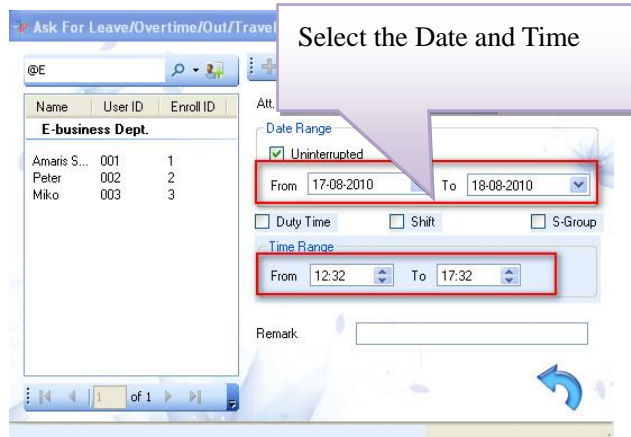 Ask For Leave/Overtime/Out/Travel
Select the Date and Time
@E
Att.
Name User ID Enroll ID
E-business Dept.
Amaris S... 001 1
Peter 002 2
Miko 003 3
Date Range
Uninterrupted
From 17-08-2010 To 18-08-2010
Duty Time Shift S-Group
Time Range
From 12:32 To 17:32
Remark
1 of 1